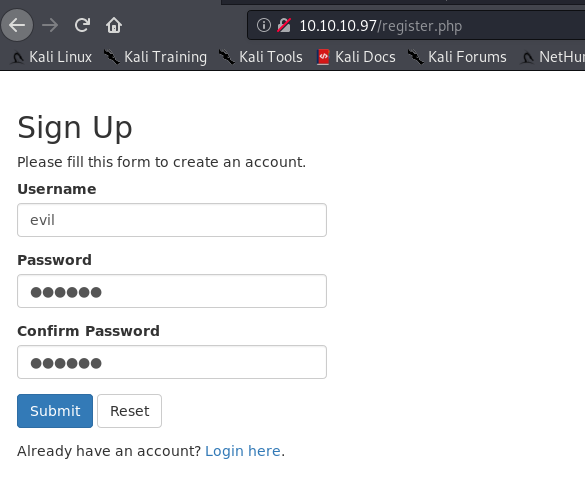 10.10.10.97/register.php
Kali Linux Kali Training Kali Tools Kali Docs Kali Forums NetHun
Sign Up
Please fill this form to create an account.
Username
evil
Password
●●●●●●
Confirm Password
●●●●●●
Submit Reset
Already have an account? Login here.